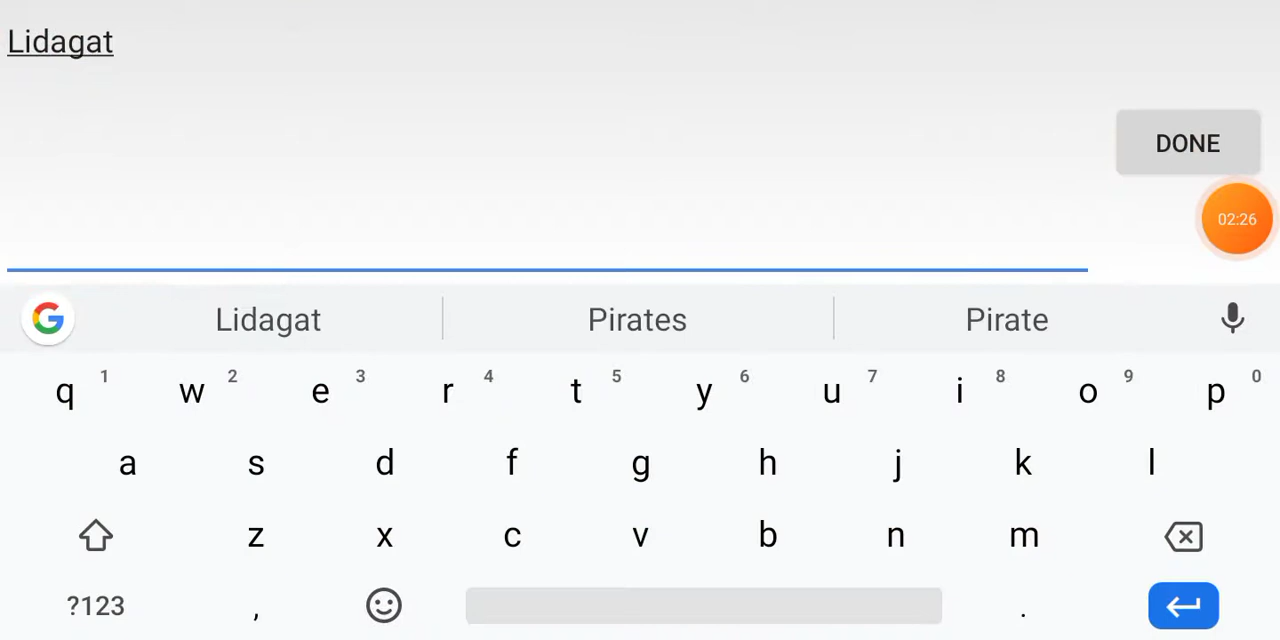 Lidagat
DONE
02:26
G Lidagat Pirates Pirate
q 1 w 2 e 3 r 4 t 5 y 6 u 7 i 8 o 9 p 0
a s d f g h j k l
z x c v b n m
?123 , .